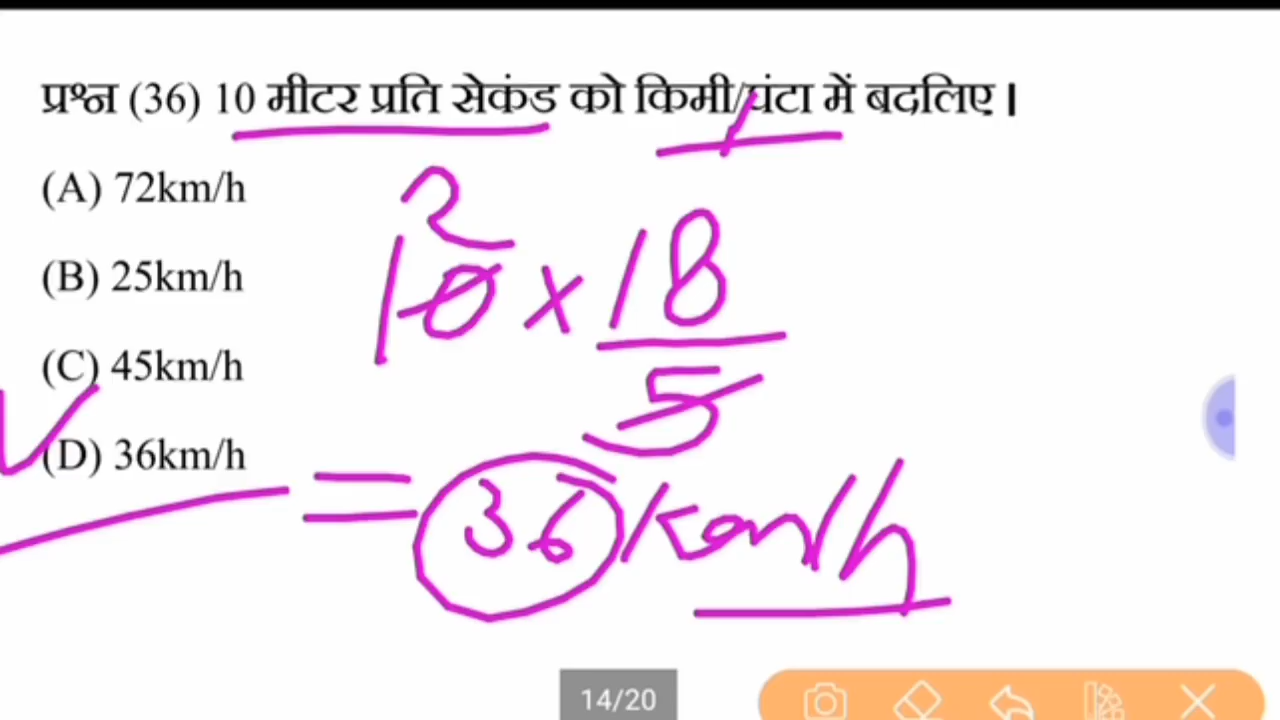 प्रश्न (36) 10 मीटर प्रति सेकंड को किमी/घंटा में बदलिए ।
(A) 72km/h
(B) 25km/h
(C) 45km/h
(D) 36km/h
2
10 × 18
5
= 36 km/h
14/20